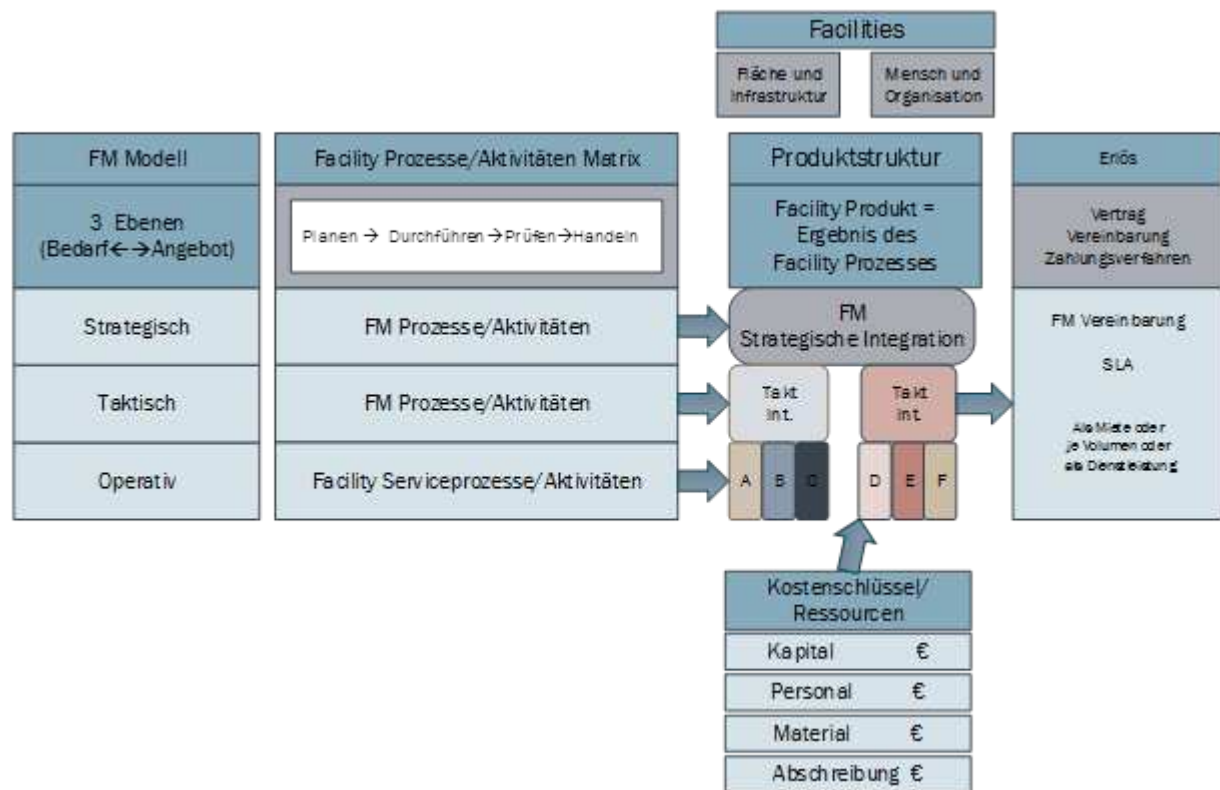 Facilities
Fläche und
Infrastruktur
Mensch und
Organisation
FM Modell
3 Ebenen
(Bedarf←→Angebot)
Strategisch
Taktisch
Operativ
Facility Prozesse/Aktivitäten Matrix
Planen → Durchführen→Prüfen→Handeln
FM Prozesse/Aktivitäten
FM Prozesse/Aktivitäten
Facility Serviceprozesse/Aktivitäten
Produktstruktur
Facility Produkt =
Ergebnis des
Facility Prozesses
FM
Strategische Integration
Takt
Int.
Takt
Int.
A B C D E F
Erlös
Vertrag
Vereinbarung
Zahlungsverfahren
FM Vereinbarung
SLA
Als Miete oder
je Volumen oder
als Dienstleistung
Kostenschlüssel/
Ressourcen
Kapital €
Personal €
Material €
Abschreibung €